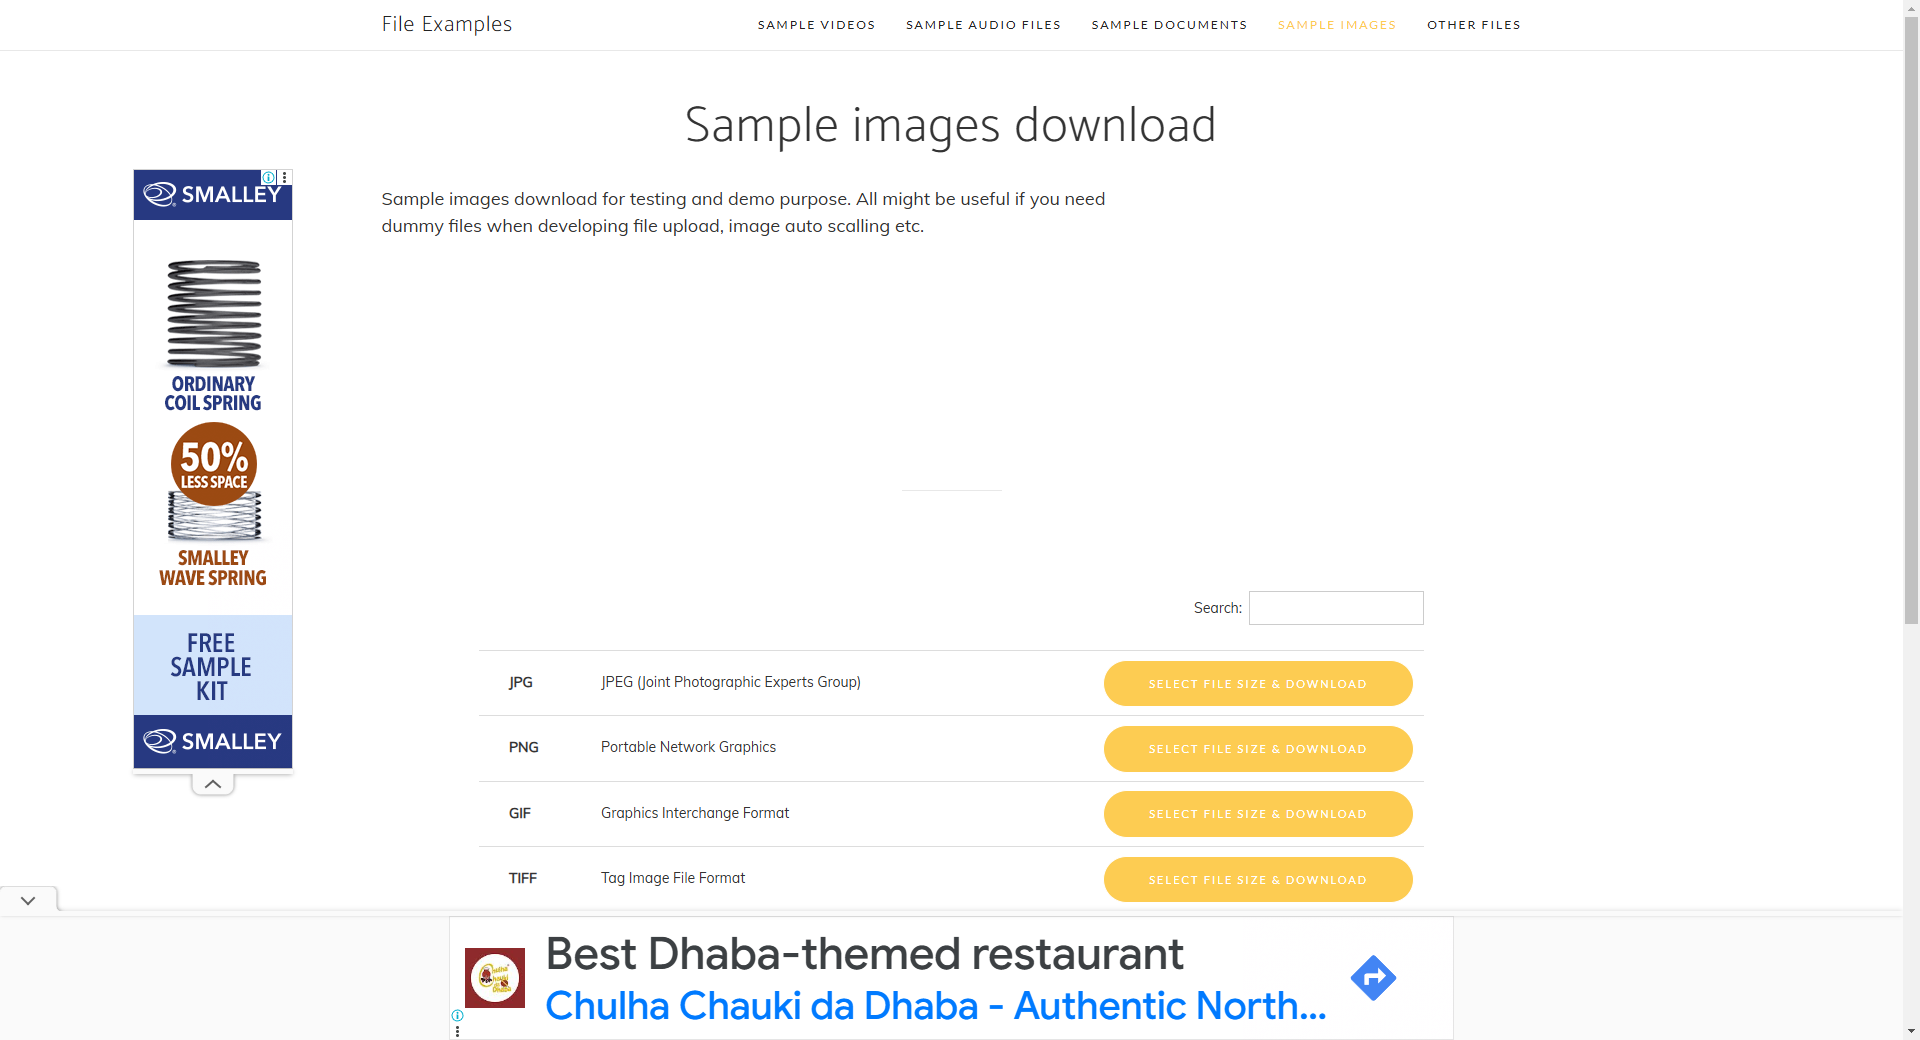 File Examples
SAMPLE VIDEOS
SAMPLE AUDIO FILES
SAMPLE DOCUMENTS
SAMPLE IMAGES
OTHER FILES
Sample images download
Sample images download for testing and demo purpose. All might be useful if you need
dummy files when developing file upload, image auto scalling etc.
SMALLEY
ORDINARY
COIL SPRING
50%
LESS SPACE
SMALLEY
WAVE SPRING
FREE
SAMPLE
KIT
SMALLEY
Search:
JPG JPEG (Joint Photographic Experts Group) SELECT FILE SIZE & DOWNLOAD
PNG Portable Network Graphics SELECT FILE SIZE & DOWNLOAD
GIF Graphics Interchange Format SELECT FILE SIZE & DOWNLOAD
TIFF Tag Image File Format SELECT FILE SIZE & DOWNLOAD
Chulha
Chauki
da
Dhaba
Best Dhaba-themed restaurant
Chulha Chauki da Dhaba - Authentic North...